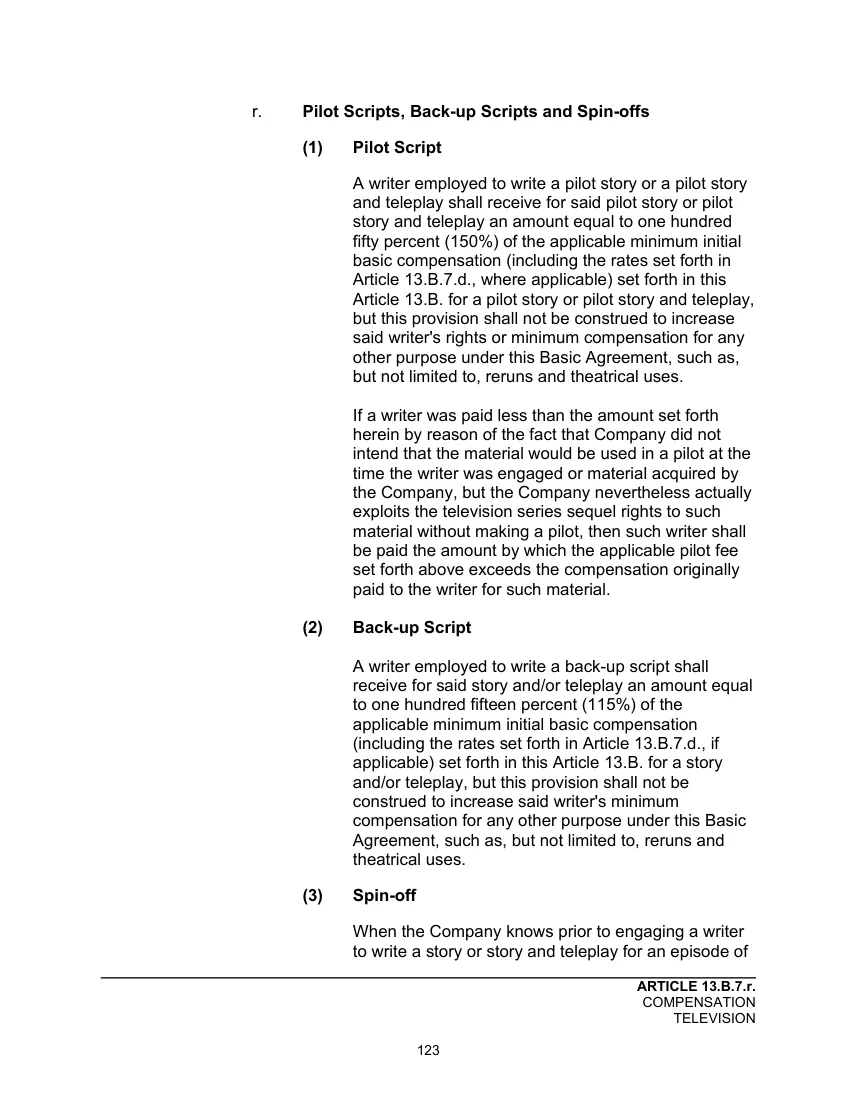 r. Pilot Scripts, Back-up Scripts and Spin-offs
(1) Pilot Script
A writer employed to write a pilot story or a pilot story
and teleplay shall receive for said pilot story or pilot
story and teleplay an amount equal to one hundred
fifty percent (150%) of the applicable minimum initial
basic compensation (including the rates set forth in
Article 13.B.7.d., where applicable) set forth in this
Article 13.B. for a pilot story or pilot story and teleplay,
but this provision shall not be construed to increase
said writer's rights or minimum compensation for any
other purpose under this Basic Agreement, such as,
but not limited to, reruns and theatrical uses.
If a writer was paid less than the amount set forth
herein by reason of the fact that Company did not
intend that the material would be used in a pilot at the
time the writer was engaged or material acquired by
the Company, but the Company nevertheless actually
exploits the television series sequel rights to such
material without making a pilot, then such writer shall
be paid the amount by which the applicable pilot fee
set forth above exceeds the compensation originally
paid to the writer for such material.
(2) Back-up Script
A writer employed to write a back-up script shall
receive for said story and/or teleplay an amount equal
to one hundred fifteen percent (115%) of the
applicable minimum initial basic compensation
(including the rates set forth in Article 13.B.7.d., if
applicable) set forth in this Article 13.B. for a story
and/or teleplay, but this provision shall not be
construed to increase said writer's minimum
compensation for any other purpose under this Basic
Agreement, such as, but not limited to, reruns and
theatrical uses.
(3) Spin-off
When the Company knows prior to engaging a writer
to write a story or story and teleplay for an episode of
ARTICLE 13.B.7.r.
COMPENSATION
TELEVISION
123